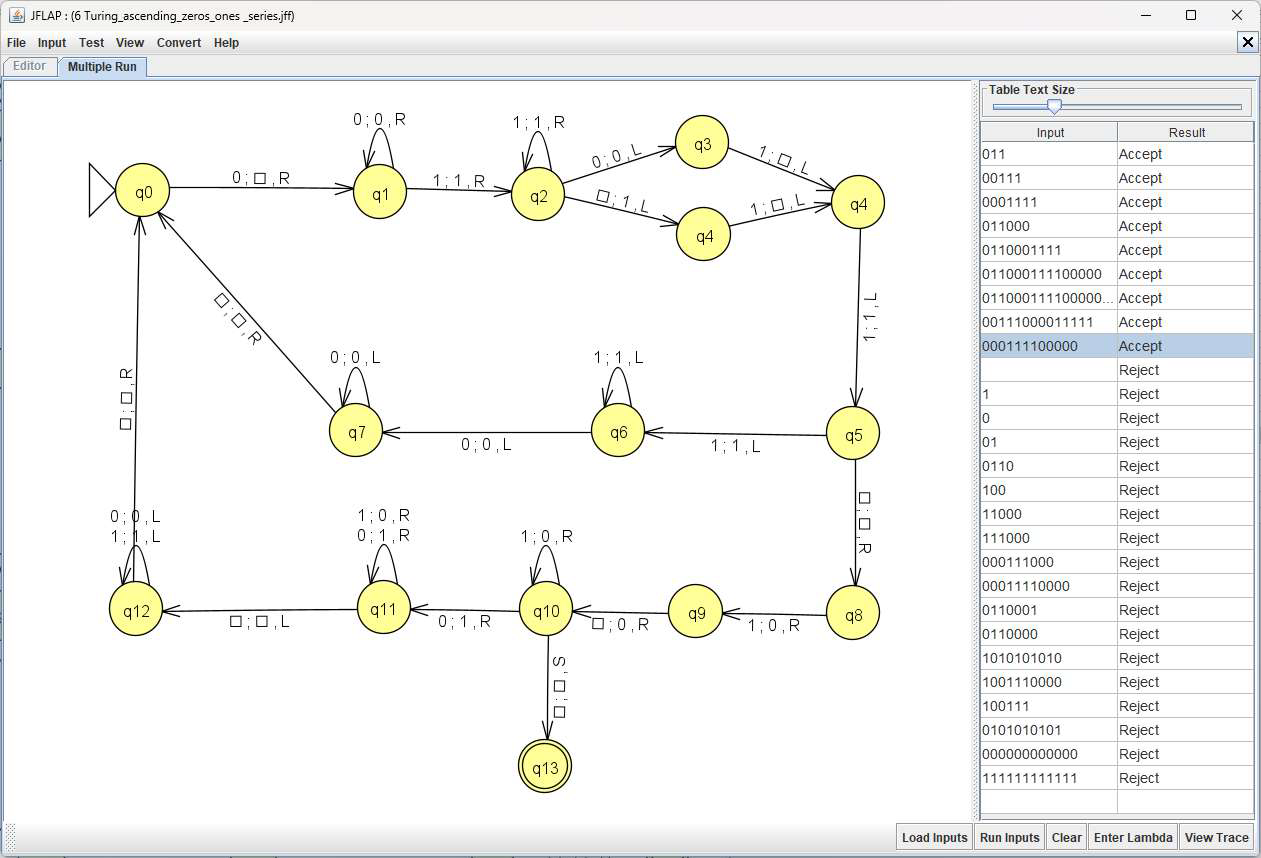 JFLAP : (6 Turing_ascending_zeros_ones _series.jff)
File Input Test View Convert Help
Editor Multiple Run
0 ; □ , R
0 ; 0 , R
1 ; 1 , R
1 ; 1 , R
0 ; 0 , L
□ ; 1 , L
1 ; □ , L
1 ; □ , L
q0
q1
q2
q3
q4
q4
1 ; 1 , L
□ ; □ , R
□ ; □ , R
0 ; 0 , L
1 ; 1 , L
q7
q6
q5
0 ; 0 , L
1 ; 1 , L
□ ; □ , R
0 ; 0 , L
1 ; 1 , L
1 ; 0 , R
0 ; 1 , R
1 ; 0 , R
q12
q11
q10
q9
q8
□ ; □ , L
0 ; 1 , R
□ ; 0 , R
1 ; 0 , R
□ ; □ , S
q13
Table Text Size
Input Result
011 Accept
00111 Accept
0001111 Accept
011000 Accept
0110001111 Accept
011000111100000 Accept
011000111100000... Accept
00111000011111 Accept
000111100000 Accept
Reject
1 Reject
0 Reject
01 Reject
0110 Reject
100 Reject
11000 Reject
111000 Reject
000111000 Reject
00011110000 Reject
0110001 Reject
0110000 Reject
1010101010 Reject
1001110000 Reject
100111 Reject
0101010101 Reject
000000000000 Reject
111111111111 Reject
Load Inputs Run Inputs Clear Enter Lambda View Trace